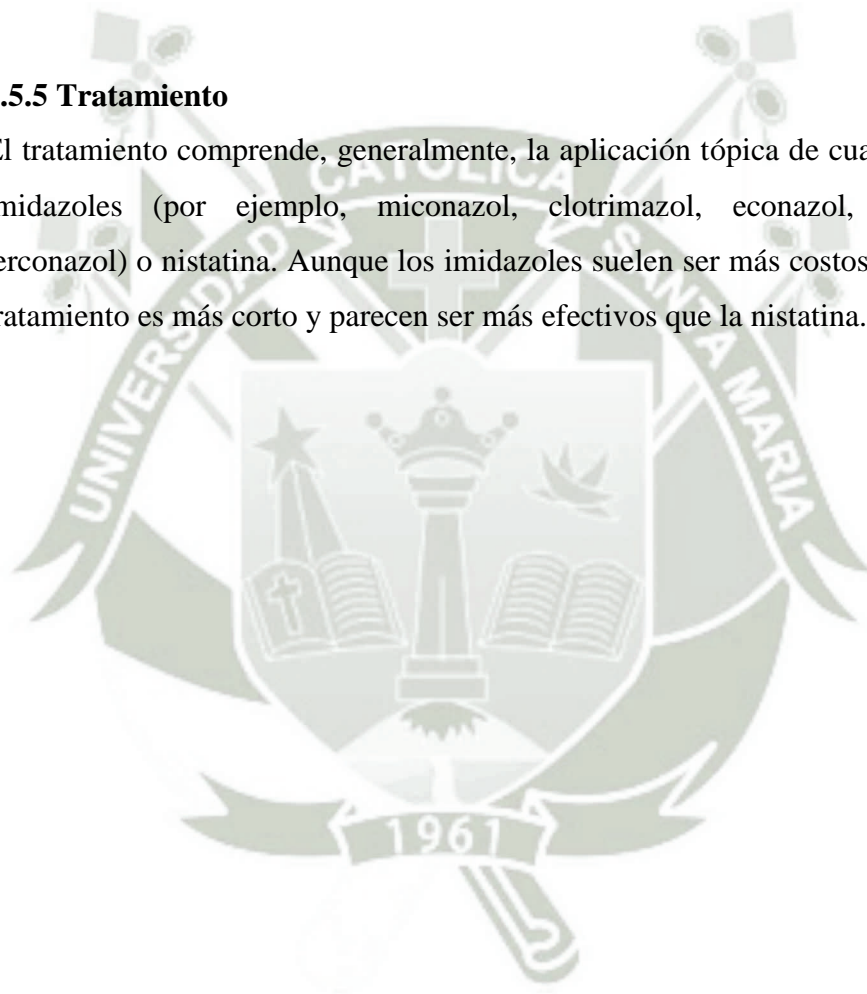 .5.5 Tratamiento
El tratamiento comprende, generalmente, la aplicación tópica de
midazoles (por ejemplo, miconazol, clotrimazol, econazol,
erconazol) o nistatina. Aunque los imidazoles suelen ser más
ratamiento es más corto y parecen ser más efectivos que la nistatina.
UNIVERSIDAD CATOLICA SANTA MARIA
1961